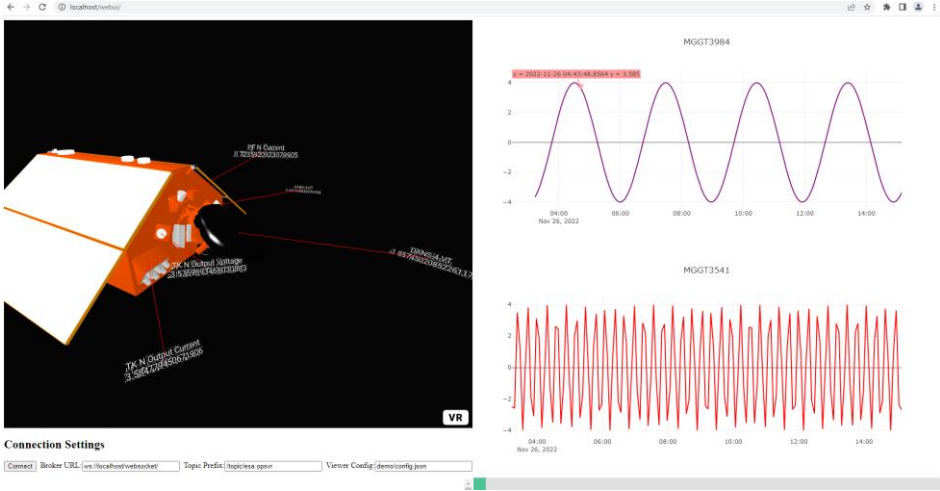 localhost/webui/
RF N Current
TK N Output Voltage
TK N Output Current
VR
MGGT3984
x = 2022-11-26 04:43:48.8564 y = 3.585
4
2
0
−2
−4
04:00
06:00
08:00
10:00
12:00
14:00
Nov 26, 2022
MGGT3541
4
2
0
−2
−4
04:00
06:00
08:00
10:00
12:00
14:00
Nov 26, 2022
Connection Settings
Connect Broker URL: ws://localhost/websocket/ Topic Prefix: /topic/esa.opsvr Viewer Config: demo/config.json